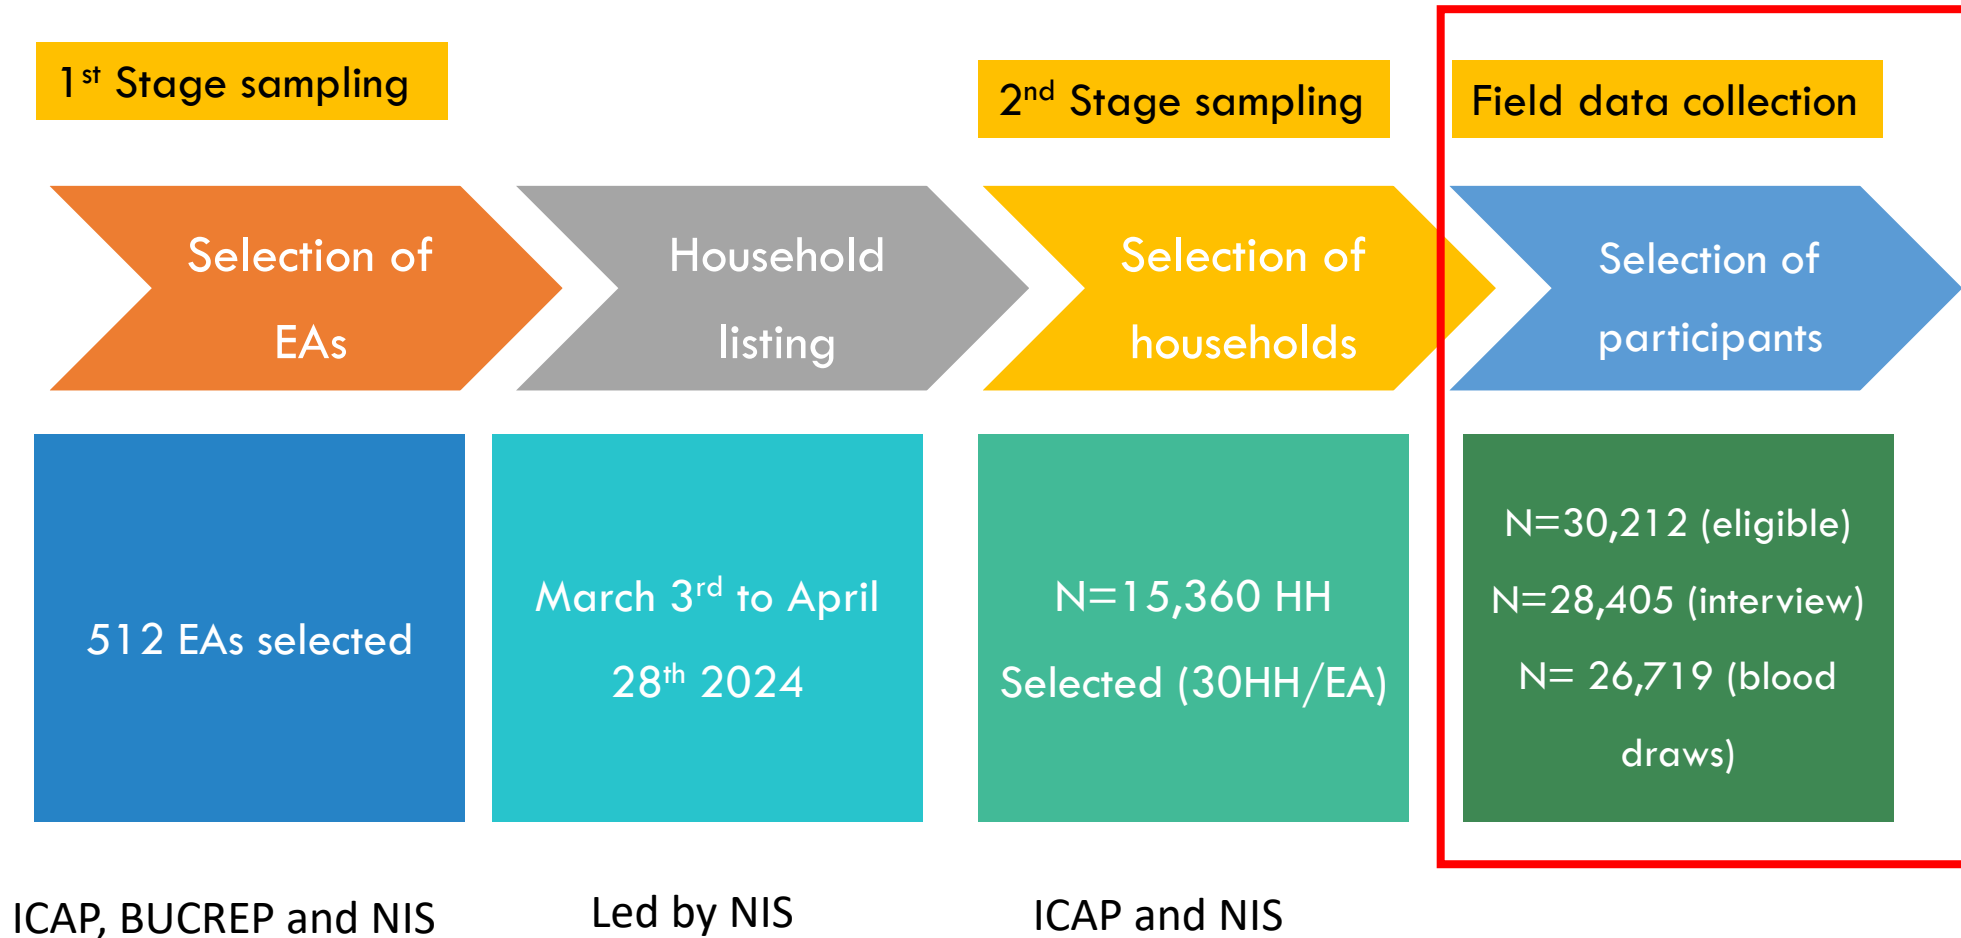 1st Stage sampling
2nd Stage sampling
Field data collection
Selection of
EAs
Household
listing
Selection of
households
Selection of
participants
512 EAs selected
March 3rd to April
28th 2024
N=15,360 HH
Selected (30HH/EA)
N=30,212 (eligible)
N=28,405 (interview)
N= 26,719 (blood
draws)
ICAP, BUCREP and NIS
Led by NIS
ICAP and NIS